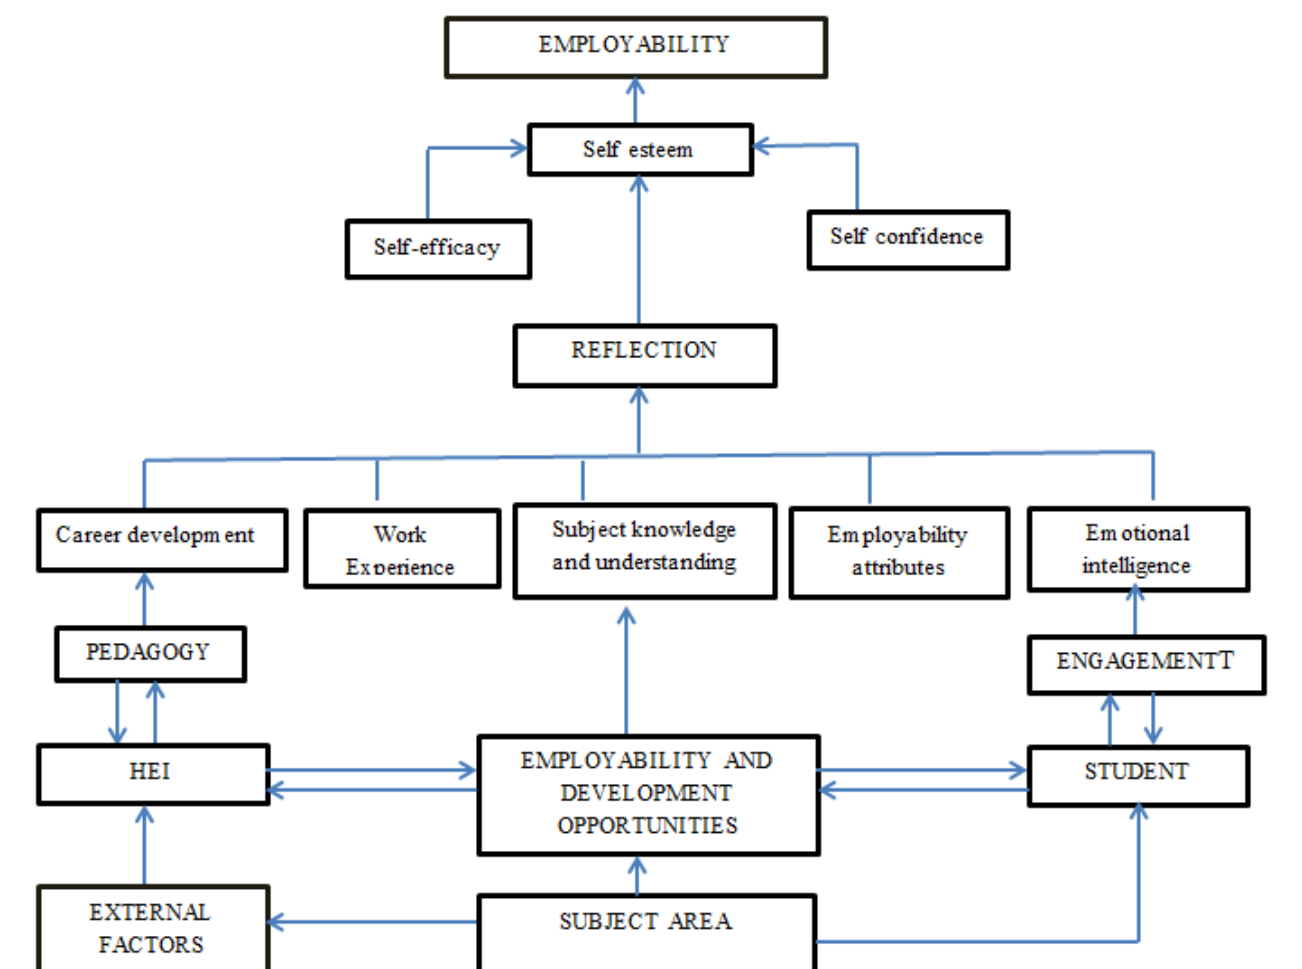 EMPLOYABILITY
Self esteem
Self-efficacy
Self confidence
REFLECTION
Career development
Work
Experience
Subject knowledge
and understanding
Employability
attributes
Emotional
intelligence
PEDAGOGY
ENGAGEMENTT
HEI
EMPLOYABILITY AND
DEVELOPMENT
OPPORTUNITIES
STUDENT
EXTERNAL
FACTORS
SUBJECT AREA